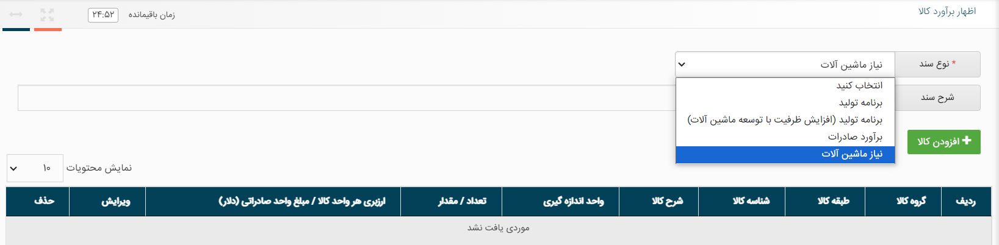 اظهار برآورد کالا
زمان باقیمانده ۲۴:۵۲
* نوع سند
نیاز ماشین آلات
انتخاب کنید
برنامه تولید
برنامه تولید (افزایش ظرفیت با توسعه ماشین آلات)
برآورد صادرات
نیاز ماشین آلات
شرح سند
افزودن کالا
نمایش محتویات ۱۰
ردیف گروه کالا طبقه کالا شناسه کالا شرح کالا واحد اندازه گیری تعداد / مقدار ارزبری هر واحد کالا / مبلغ واحد صادراتی (دلار) ویرایش حذف
موردی یافت نشد